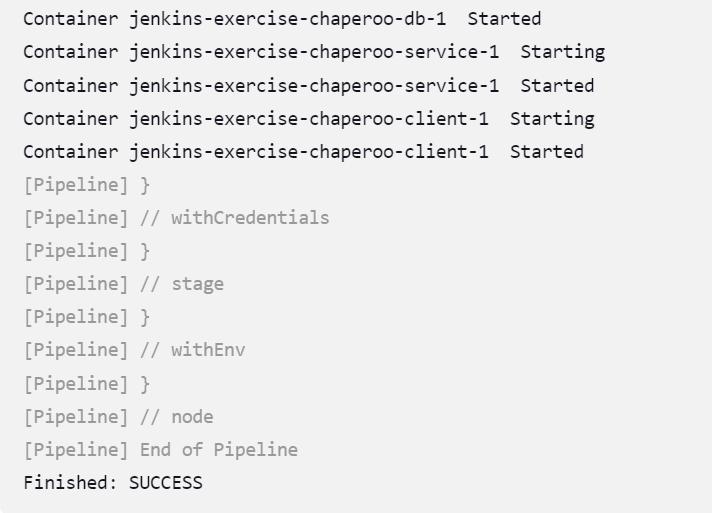 Container jenkins-exercise-chaperoo-db-1  Started
Container jenkins-exercise-chaperoo-service-1  Starting
Container jenkins-exercise-chaperoo-service-1  Started
Container jenkins-exercise-chaperoo-client-1  Starting
Container jenkins-exercise-chaperoo-client-1  Started
[Pipeline] }
[Pipeline] // withCredentials
[Pipeline] }
[Pipeline] // stage
[Pipeline] }
[Pipeline] // withEnv
[Pipeline] }
[Pipeline] // node
[Pipeline] End of Pipeline
Finished: SUCCESS